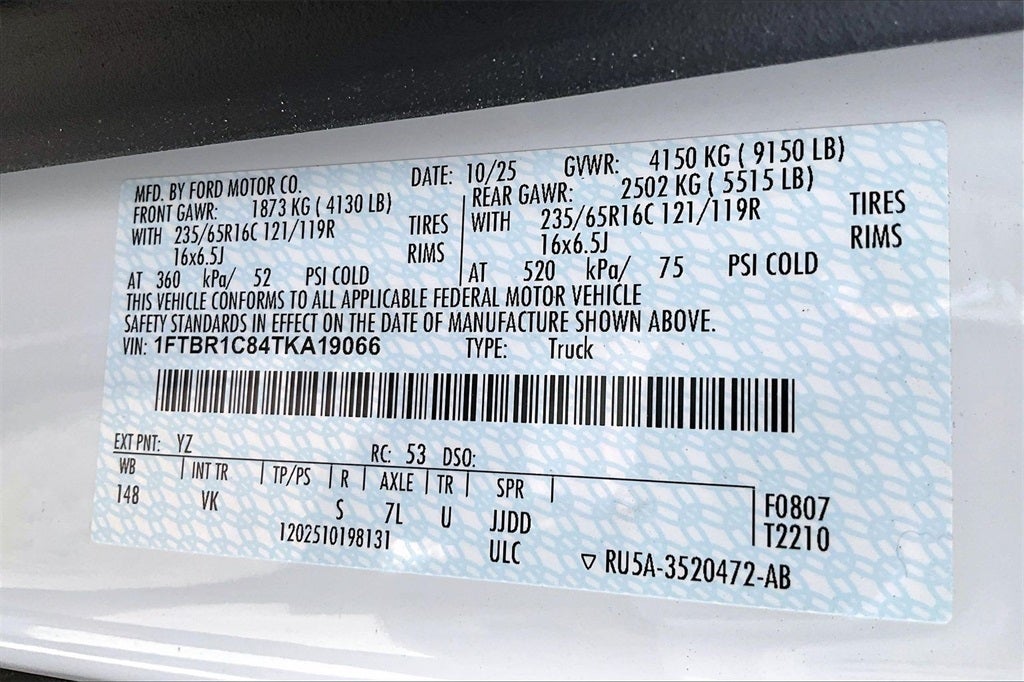 MFD. BY FORD MOTOR CO. DATE: 10/25 GVWR: 4150 KG ( 9150 LB)
FRONT GAWR: 1873 KG ( 4130 LB) REAR GAWR: 2502 KG ( 5515 LB)
WITH 235/65R16C 121/119R TIRES WITH 235/65R16C 121/119R TIRES
16x6.5J RIMS 16x6.5J RIMS
AT 360 kPa/ 52 PSI COLD AT 520 kPa/ 75 PSI COLD
THIS VEHICLE CONFORMS TO ALL APPLICABLE FEDERAL MOTOR VEHICLE
SAFETY STANDARDS IN EFFECT ON THE DATE OF MANUFACTURE SHOWN ABOVE.
VIN: 1FTBR1C84TKA19066 TYPE: Truck
EXT PNT: YZ RC: 53 DSO:
WB INT TR TP/PS R AXLE TR SPR
148 VK S 7L U JJDD F0807
1202510198131 ULC T2210
RU5A-3520472-AB